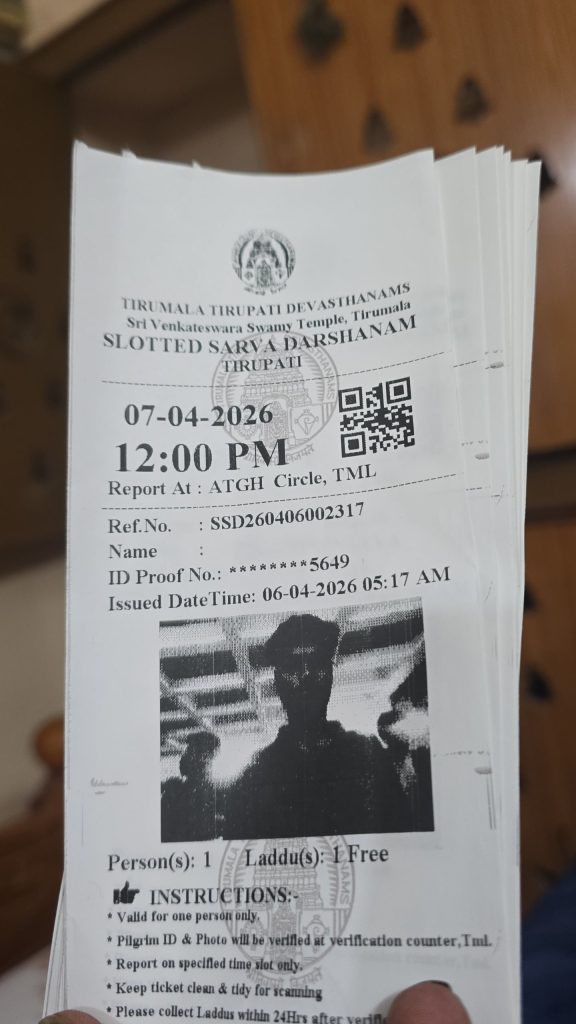 TIRUMALA TIRUPATI DEVASTHANAMS
Sri Venkateswara Swamy Temple, Tirumala
SLOTTED SARVA DARSHANAM
TIRUPATI
07-04-2026
12:00 PM
Report At : ATGH Circle, TML
Ref.No. : SSD260406002317
Name :
ID Proof No.: ********5649
Issued DateTime: 06-04-2026 05:17 AM
Person(s): 1 Laddu(s): 1 Free
INSTRUCTIONS:-
* Valid for one person only.
* Pilgrim ID & Photo will be verified at verification counter,Tml.
* Report on specified time slot only.
* Keep ticket clean & tidy for scanning
* Please collect Laddus within 24Hrs after